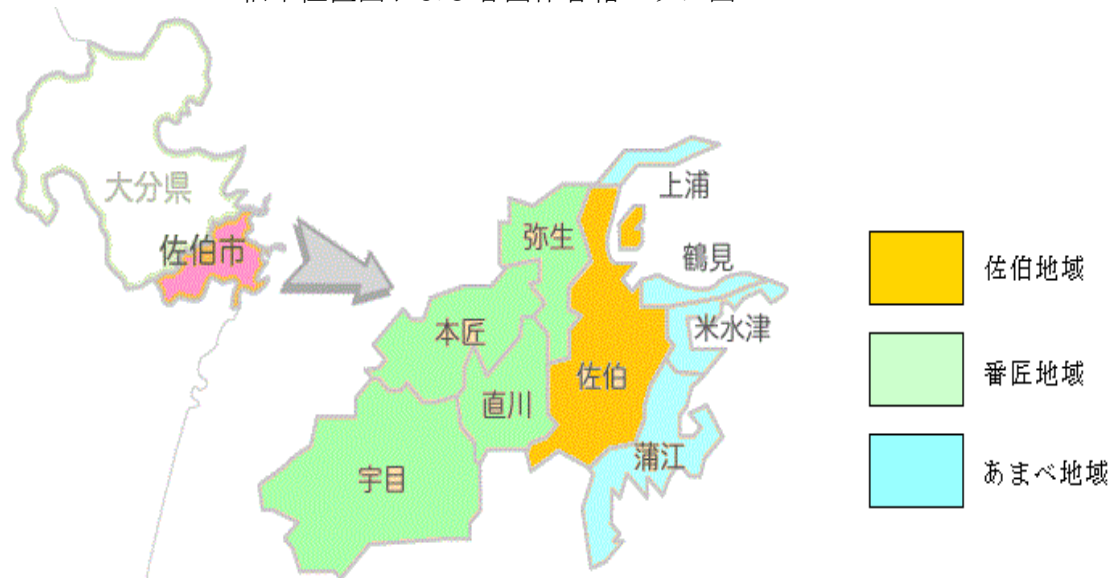 大分県
佐伯市
上浦
弥生
鶴見
本匠
米水津
佐伯
直川
蒲江
宇目
佐伯地域
番匠地域
あまべ地域